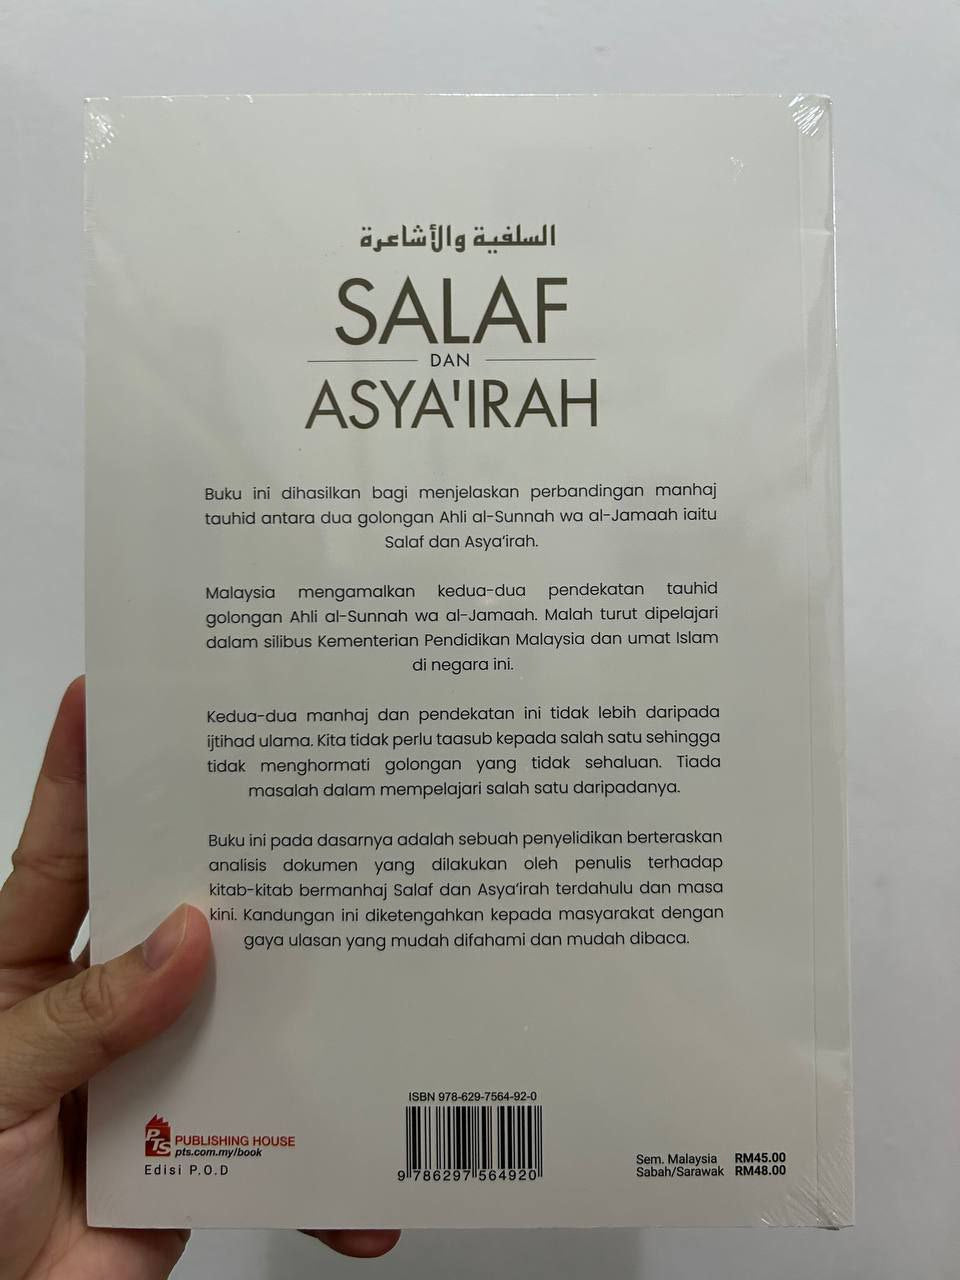 السلفية والأشاعرة
SALAF
DAN
ASYA'IRAH
Buku ini dihasilkan bagi menjelaskan perbandingan manhaj
tauhid antara dua golongan Ahli al-Sunnah wa al-Jamaah iaitu
Salaf dan Asya'irah.
Malaysia mengamalkan kedua-dua pendekatan tauhid
golongan Ahli al-Sunnah wa al-Jamaah. Malah turut dipelajari
dalam silibus Kementerian Pendidikan Malaysia dan umat Islam
di negara ini.
Kedua-dua manhaj dan pendekatan ini tidak lebih daripada
ijtihad ulama. Kita tidak perlu taasub kepada salah satu sehingga
tidak menghormati golongan yang tidak sehaluan. Tiada
masalah dalam mempelajari salah satu daripadanya.
Buku ini pada dasarnya adalah sebuah penyelidikan berteraskan
analisis dokumen yang dilakukan oleh penulis terhadap
kitab-kitab bermanhaj Salaf dan Asya'irah terdahulu dan masa
kini. Kandungan ini diketengahkan kepada masyarakat dengan
gaya ulasan yang mudah difahami dan mudah dibaca.
PTS PUBLISHING HOUSE
pts.com.my/book
Edisi P.O.D
ISBN 978-629-7564-92-0
9 786297 564920
Sem. Malaysia RM45.00
Sabah/Sarawak RM48.00